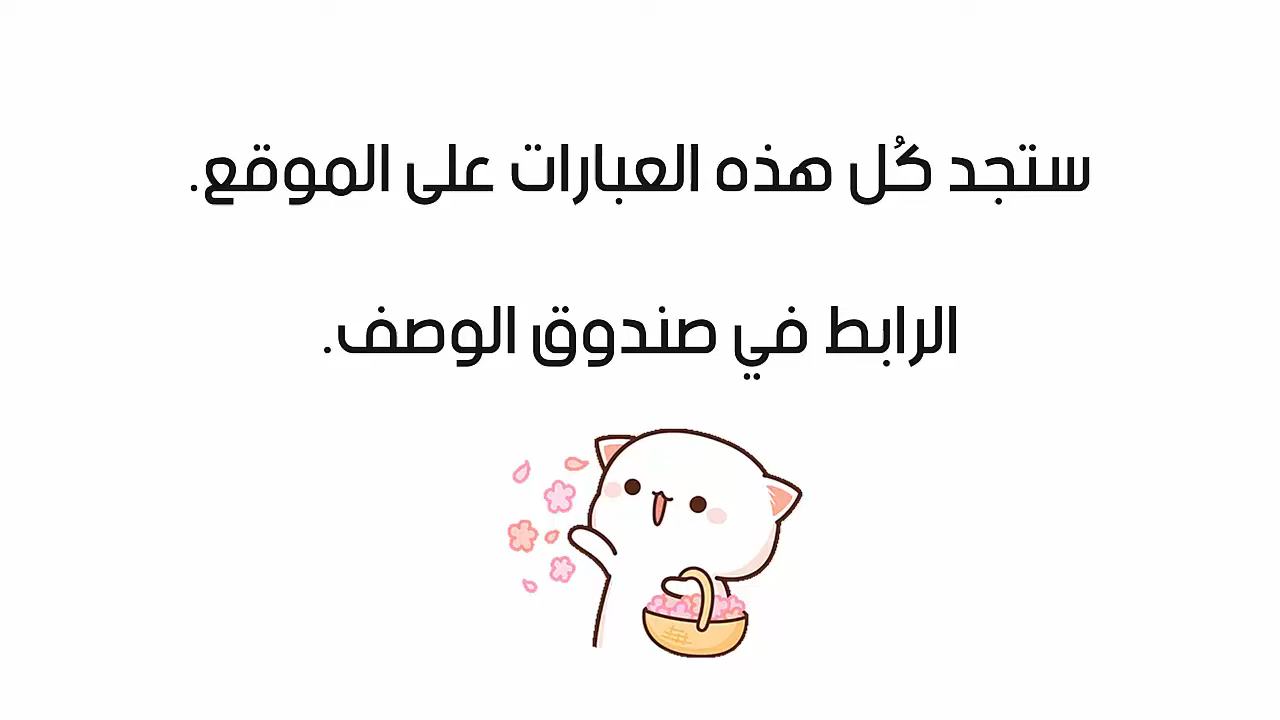 ستجد كُل هذه العبارات على الموقع.
الرابط في صندوق الوصف.